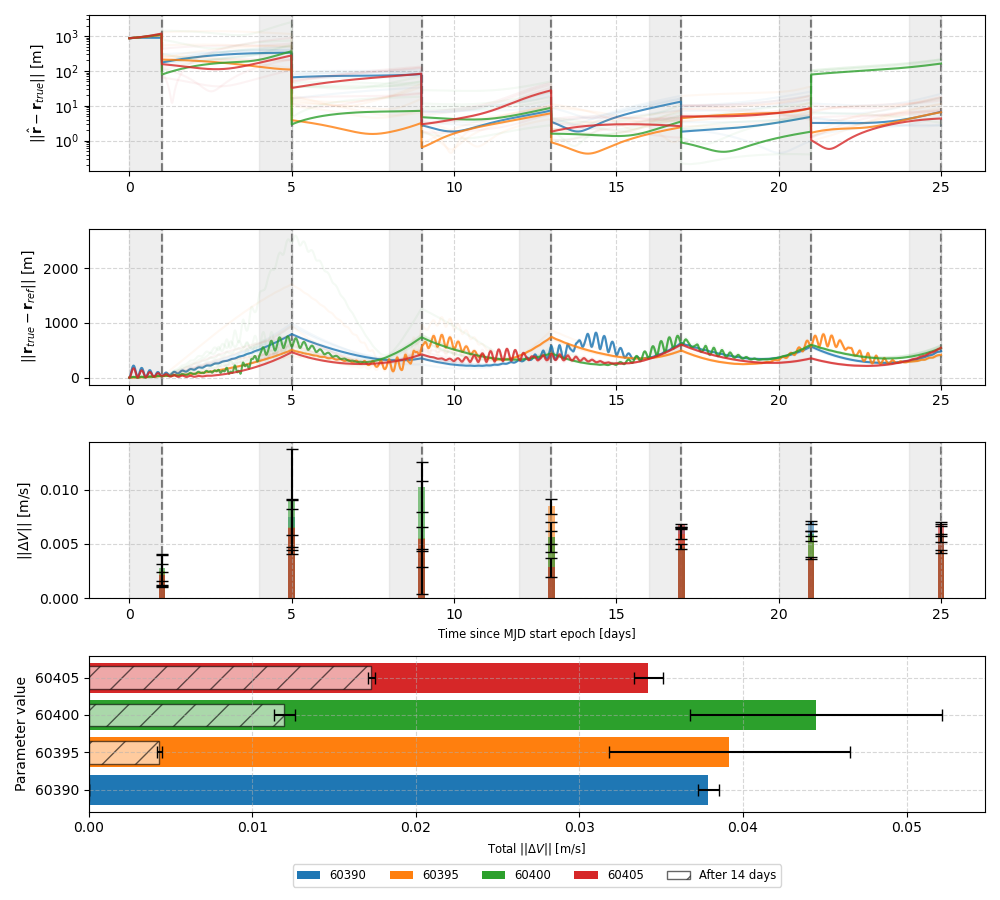 ||r̂ − r_true|| [m]
10³
10²
10¹
10⁰
0 5 10 15 20 25
||r_true − r_ref|| [m]
2000
1000
0
0 5 10 15 20 25
||ΔV|| [m/s]
0.010
0.005
0.000
0 5 10 15 20 25
Time since MJD start epoch [days]
Parameter value
60405
60400
60395
60390
0.00 0.01 0.02 0.03 0.04 0.05
Total ||ΔV|| [m/s]
60390 60395 60400 60405 After 14 days